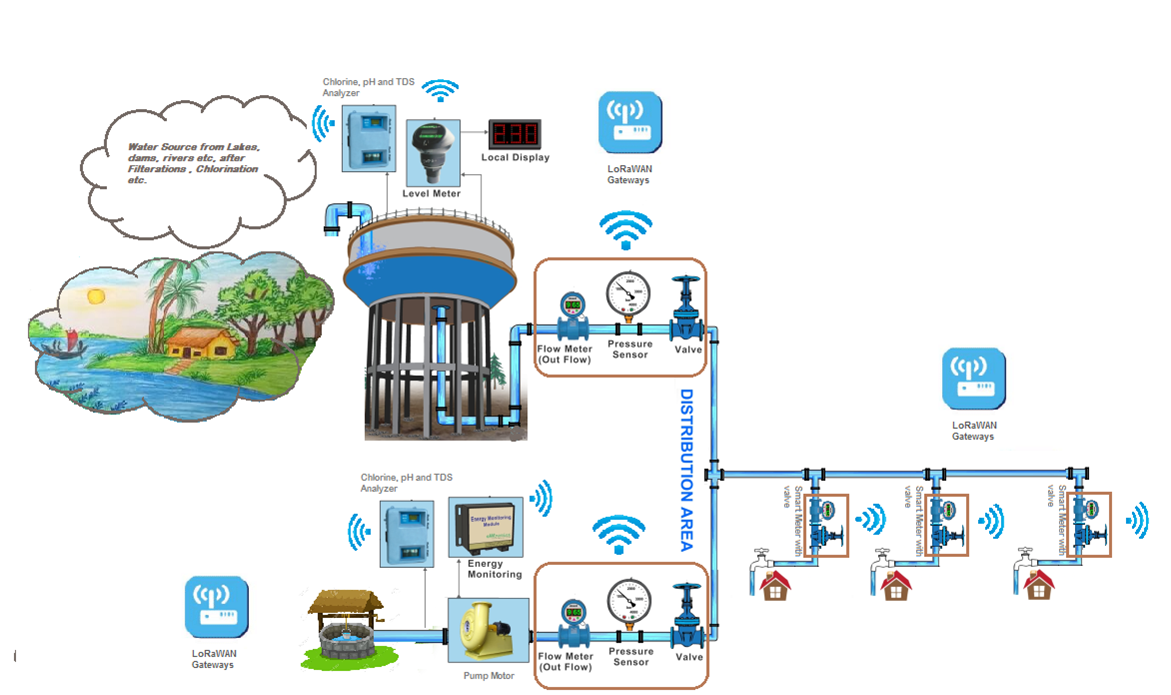 Chlorine, pH and TDS
Analyzer
Water Source from Lakes,
dams, rivers etc, after
Filterations , Chlorination
etc.
2.30
Local Display
Level Meter
LoRaWAN
Gateways
Flow Meter
(Out Flow)
Pressure
Sensor
Valve
DISTRIBUTION AREA
LoRaWAN
Gateways
Smart Meter with
valve
Smart Meter with
valve
Smart Meter with
valve
Chlorine, pH and TDS
Analyzer
Energy Monitoring
Module
Energy
Monitoring
LoRaWAN
Gateways
Pump Motor
Flow Meter
(Out Flow)
Pressure
Sensor
Valve